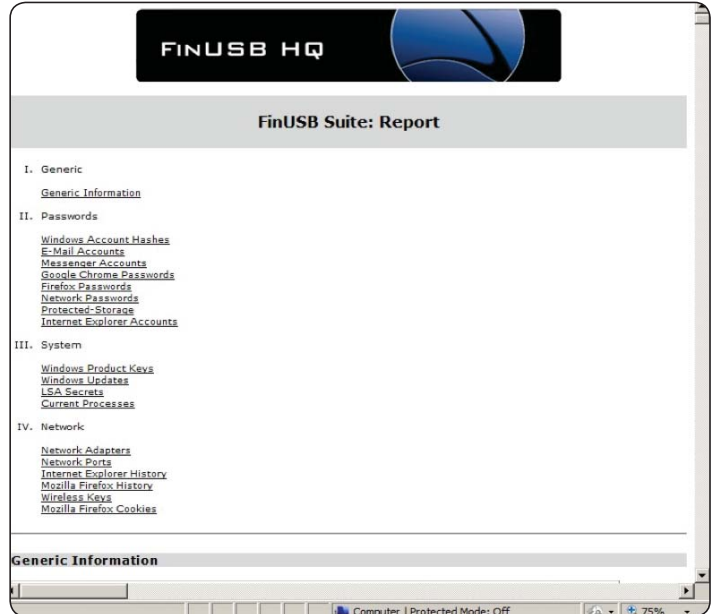 FINUSB HQ
FinUSB Suite: Report
I. Generic
Generic Information
II. Passwords
Windows Account Hashes
E-Mail Accounts
Messenger Accounts
Google Chrome Passwords
Firefox Passwords
Network Passwords
Protected-Storage
Internet Explorer Accounts
III. System
Windows Product Keys
Windows Updates
LSA Secrets
Current Processes
IV. Network
Network Adapters
Network Ports
Internet Explorer History
Mozilla Firefox History
Wireless Keys
Mozilla Firefox Cookies
Generic Information
Computer | Protected Mode: Off
75%